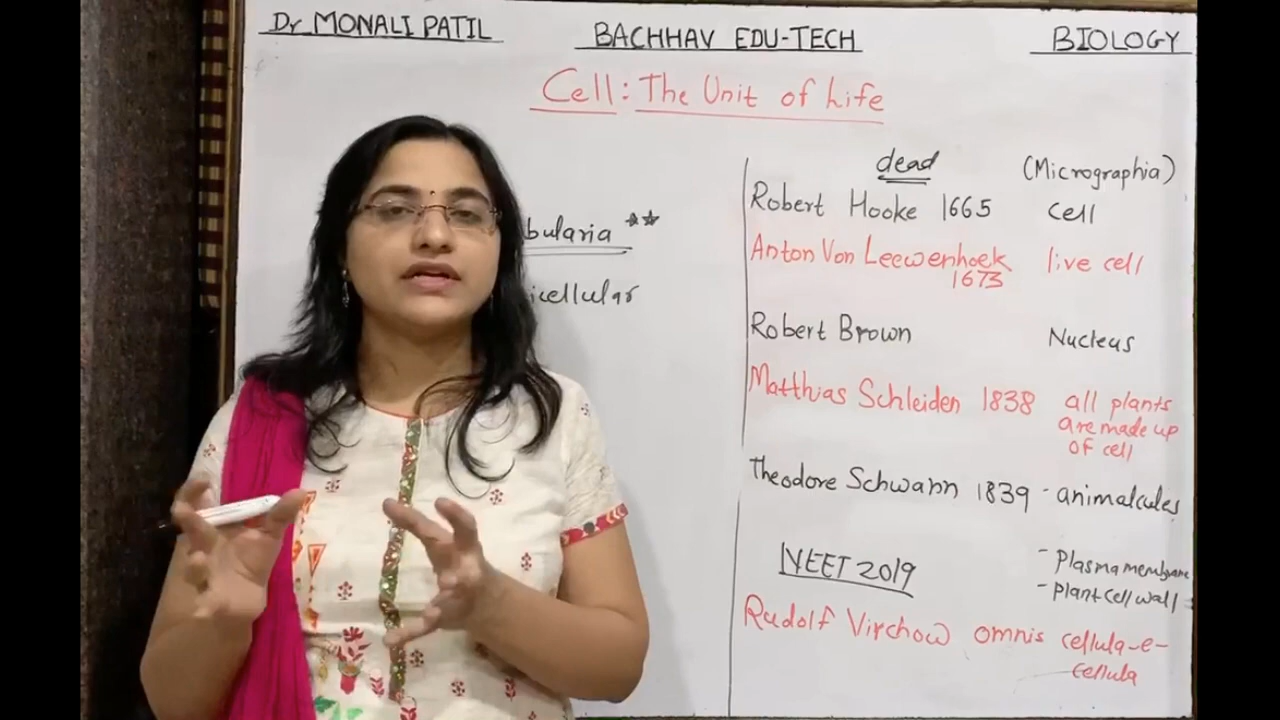 Dr MONALI PATIL
BACHHAV EDU-TECH
BIOLOGY
Cell: The Unit of Life
bularia **
icellular
dead
(Micrographia)
Robert Hooke 1665 Cell
Anton Von Leewenhoek live cell
1673
Robert Brown Nucleus
Matthias Schleiden 1838 all plants
are made up
of cell
Theodore Schwann 1839 - animalcules
NEET 2019
- Plasma membrane
- plant cell wall
Rudolf Virchow omnis cellula-e-
cellula